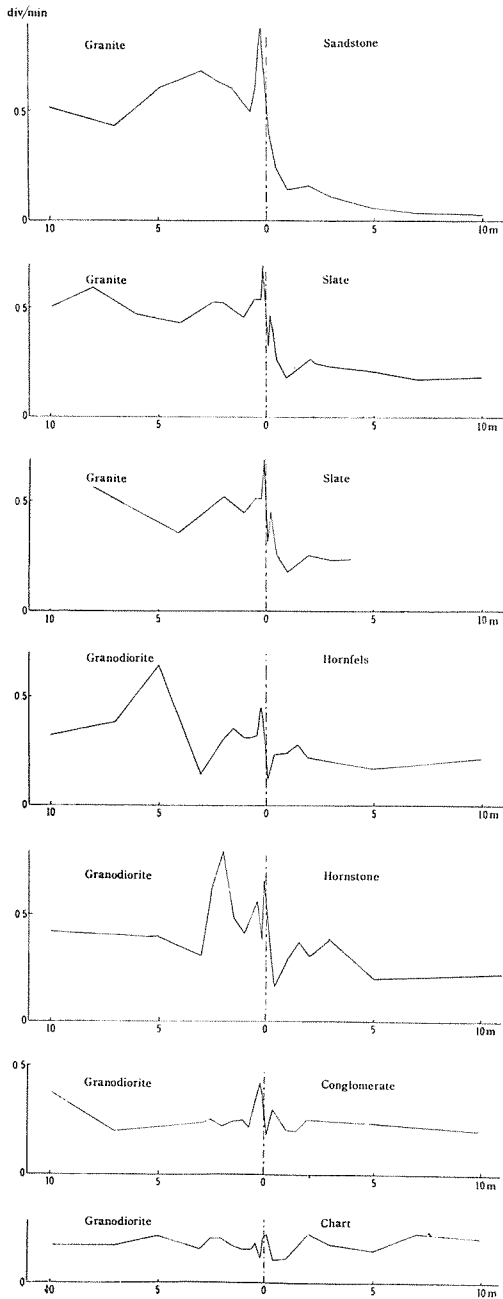 div/min
Granite Sandstone
0 5
0
10 5 0 5 10 m
Granite Slate
0 5
0
10 5 0 5 10 m
Granite Slate
0 5
0
10 5 0 5 10 m
Granodiorite Hornfels
0.5
0
10 5 0 5 10 m
Granodiorite Hornstone
0.5
0
10 5 0 5 10 m
Granodiorite Conglomerate
0 5
0
10 5 0 5 10 m
Granodiorite Chart
0
10 5 0 5 10 m